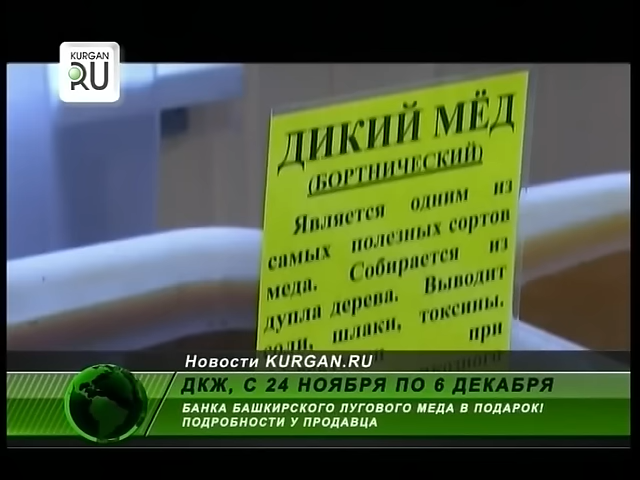 KURGAN
RU
ДИКИЙ МЁД
(БОРТНИЧЕСКИЙ)
Является одним из
самых полезных сортов
меда. Собирается из
дупла дерева. Выводит
соли, шлаки, токсины.
при
Новости KURGAN.RU
ДКЖ, С 24 НОЯБРЯ ПО 6 ДЕКАБРЯ
БАНКА БАШКИРСКОГО ЛУГОВОГО МЕДА В ПОДАРОК!
ПОДРОБНОСТИ У ПРОДАВЦА